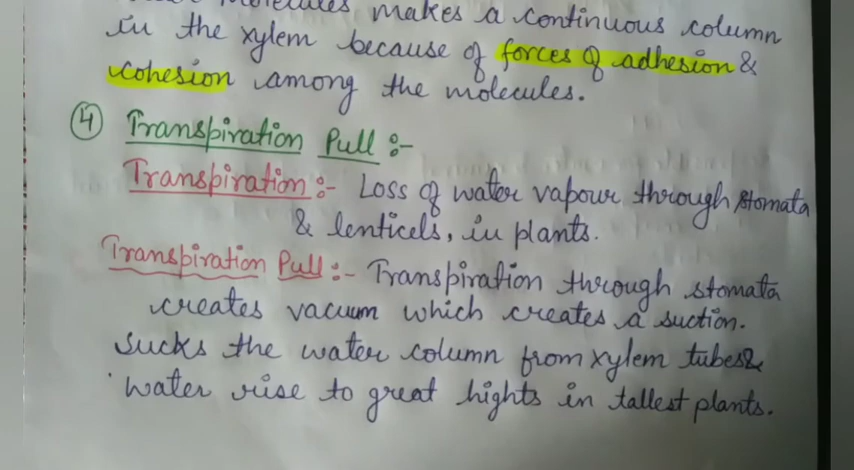 molecules makes a continuous column
in the xylem because of forces of adhesion &
cohesion among the molecules.
④ Transpiration Pull :-
Transpiration :- Loss of water vapour through stomata
& lenticels, in plants.
Transpiration Pull :- Transpiration through stomata
creates vacuum which creates a suction.
Sucks the water column from xylem tubes &
water rise to great hights in tallest plants.